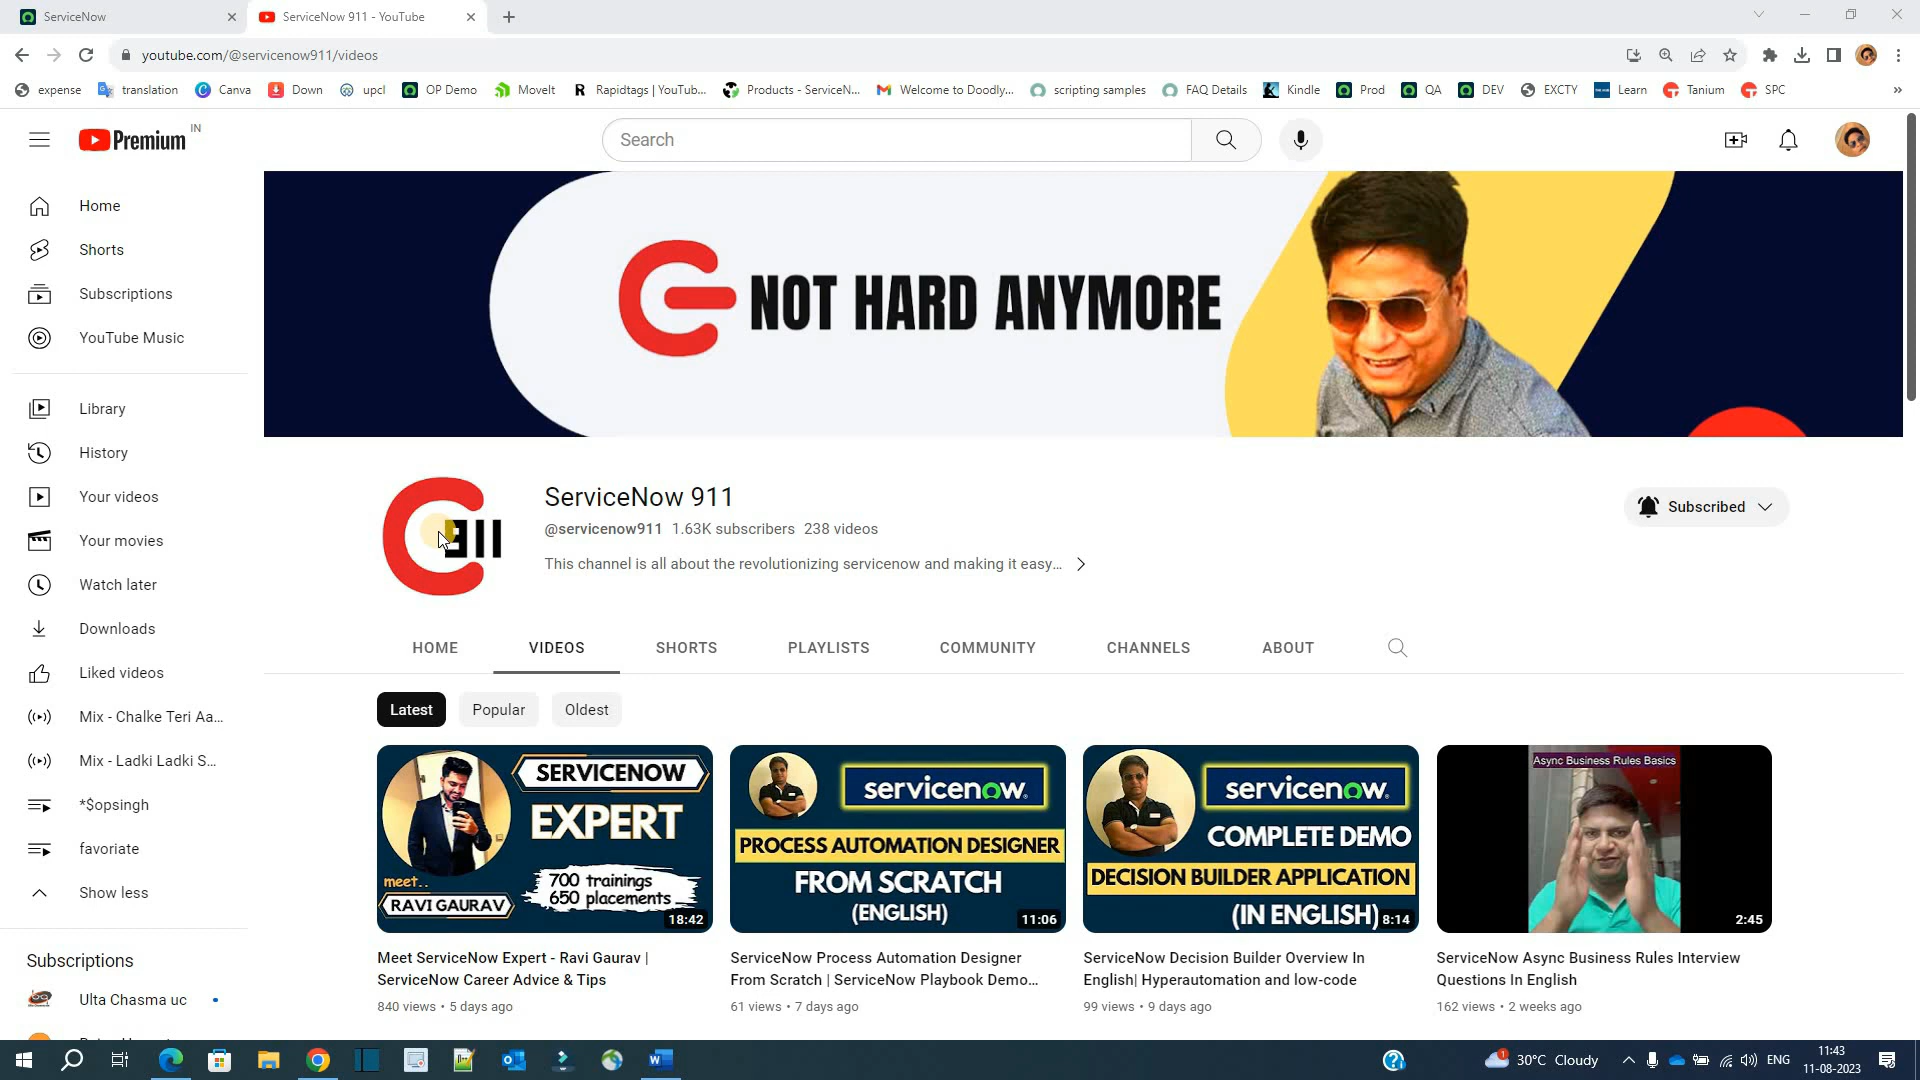 ServiceNow
ServiceNow 911 - YouTube
youtube.com/@servicenow911/videos
expense
translation
Canva
Down
upcl
OP Demo
MoveIt
Rapidtags | YouTub...
Products - ServiceN...
Welcome to Doodly...
scripting samples
FAQ Details
Kindle
Prod
QA
DEV
EXCTY
Learn
Tanium
SPC
Premium IN
Search
Home
Shorts
Subscriptions
YouTube Music
Library
History
Your videos
Your movies
Watch later
Downloads
Liked videos
Mix - Chalke Teri Aa...
Mix - Ladki Ladki S...
*$opsingh
favoriate
Show less
Subscriptions
Ulta Chasma uc
NOT HARD ANYMORE
911
ServiceNow 911
@servicenow911 1.63K subscribers 238 videos
This channel is all about the revolutionizing servicenow and making it easy...
Subscribed
HOME
VIDEOS
SHORTS
PLAYLISTS
COMMUNITY
CHANNELS
ABOUT
Latest
Popular
Oldest
SERVICENOW
EXPERT
meet..
RAVI GAURAV
700 trainings
650 placements
18:42
Meet ServiceNow Expert - Ravi Gaurav |
ServiceNow Career Advice & Tips
840 views • 5 days ago
servicenow.
PROCESS AUTOMATION DESIGNER
FROM SCRATCH
(ENGLISH)
11:06
ServiceNow Process Automation Designer
From Scratch | ServiceNow Playbook Demo...
61 views • 7 days ago
servicenow.
COMPLETE DEMO
DECISION BUILDER APPLICATION
(IN ENGLISH)
8:14
ServiceNow Decision Builder Overview In
English| Hyperautomation and low-code
99 views • 9 days ago
Async Business Rules Basics
2:45
ServiceNow Async Business Rules Interview
Questions In English
162 views • 2 weeks ago
1
30°C Cloudy
ENG
11:43
11-08-2023